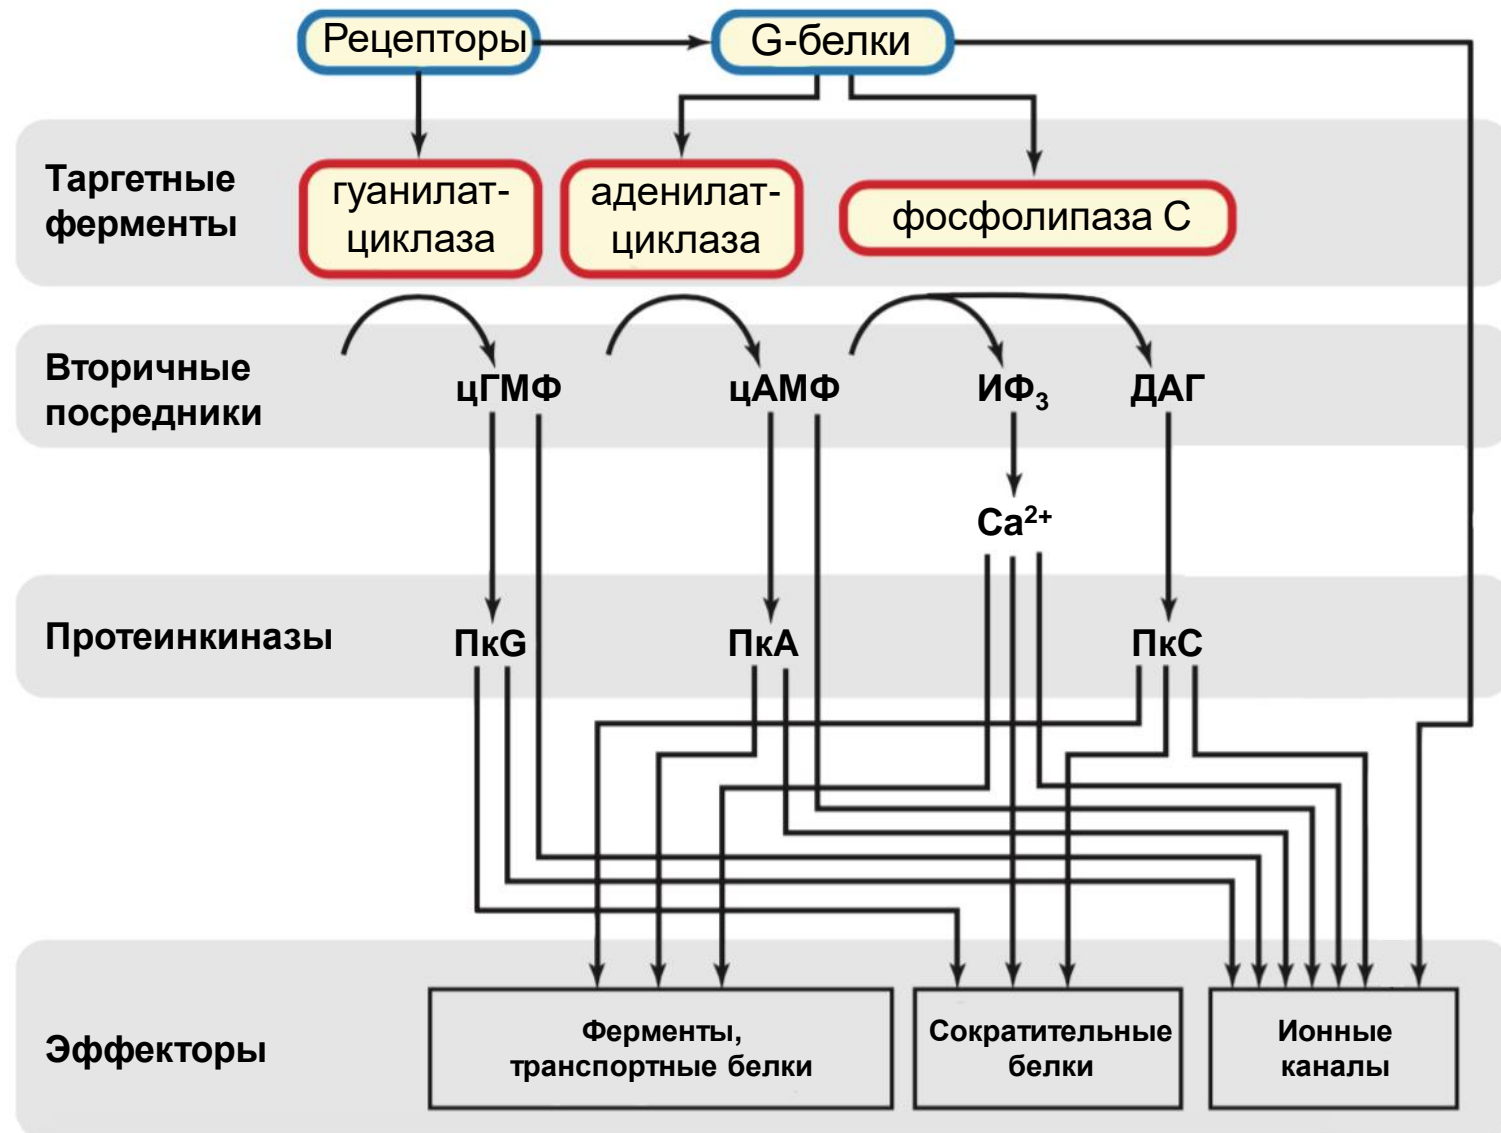 Рецепторы
G-белки
Таргетные
ферменты
гуанилат-
циклаза
аденилат-
циклаза
фосфолипаза С
Вторичные
посредники
цГМФ
цАМФ
ИФ₃
ДАГ
Ca²⁺
Протеинкиназы
ПкG
ПкА
ПкС
Эффекторы
Ферменты,
транспортные белки
Сократительные
белки
Ионные
каналы